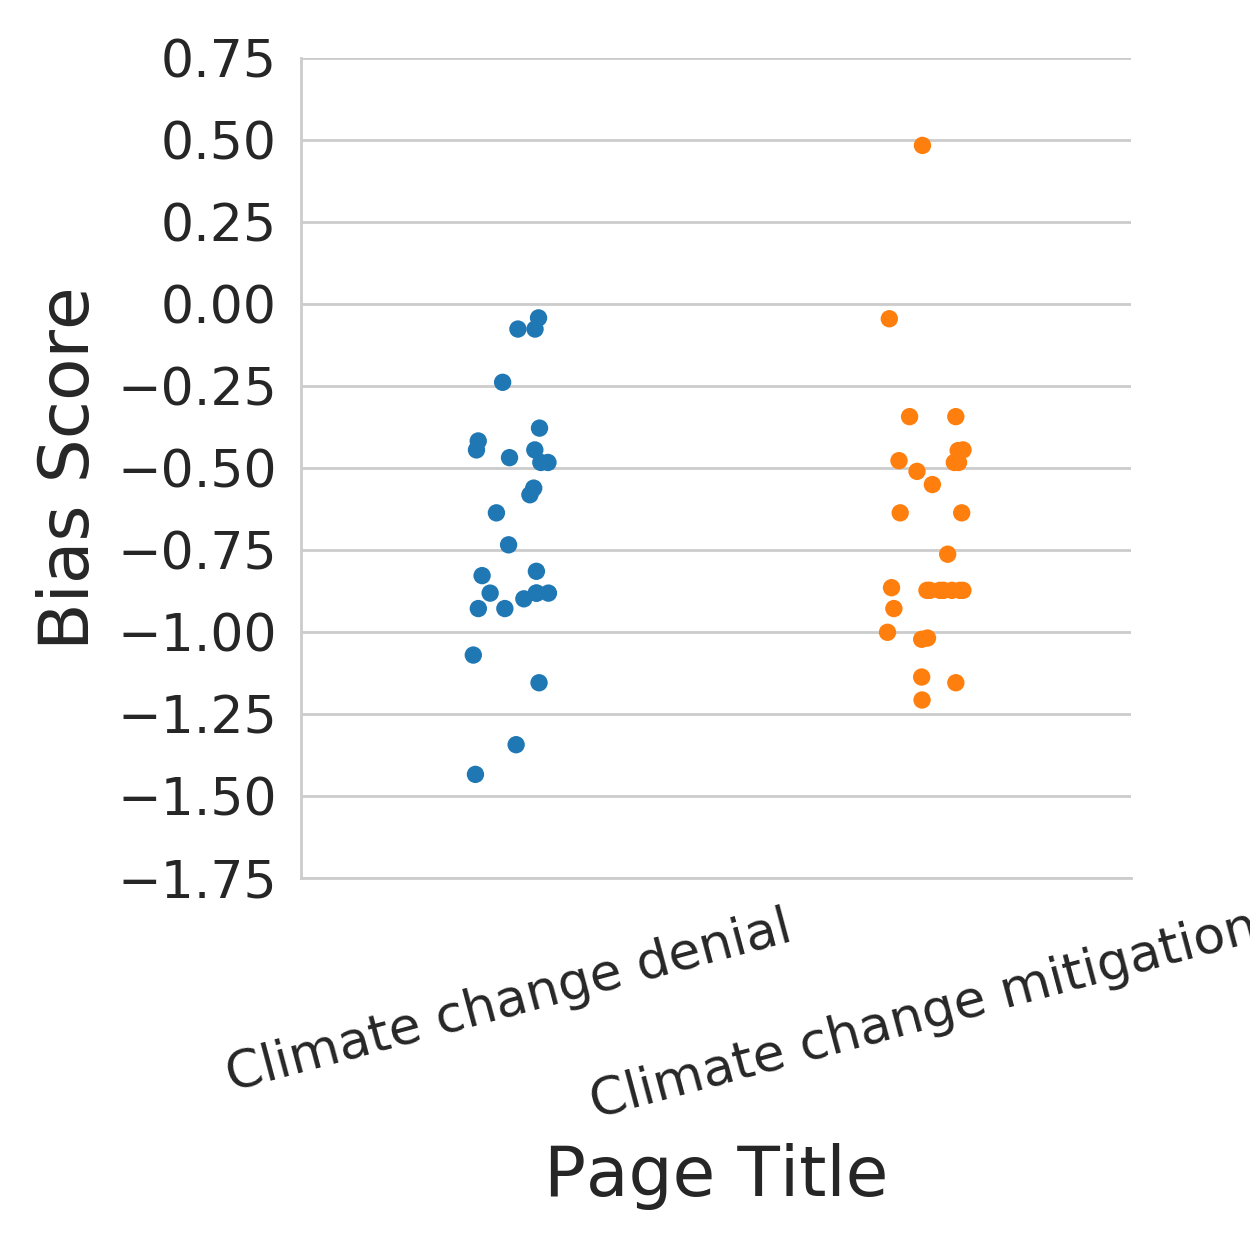 0.75
0.50
0.25
0.00
−0.25
−0.50
−0.75
−1.00
−1.25
−1.50
−1.75
Bias Score
Climate change denial
Climate change mitigation
Page Title